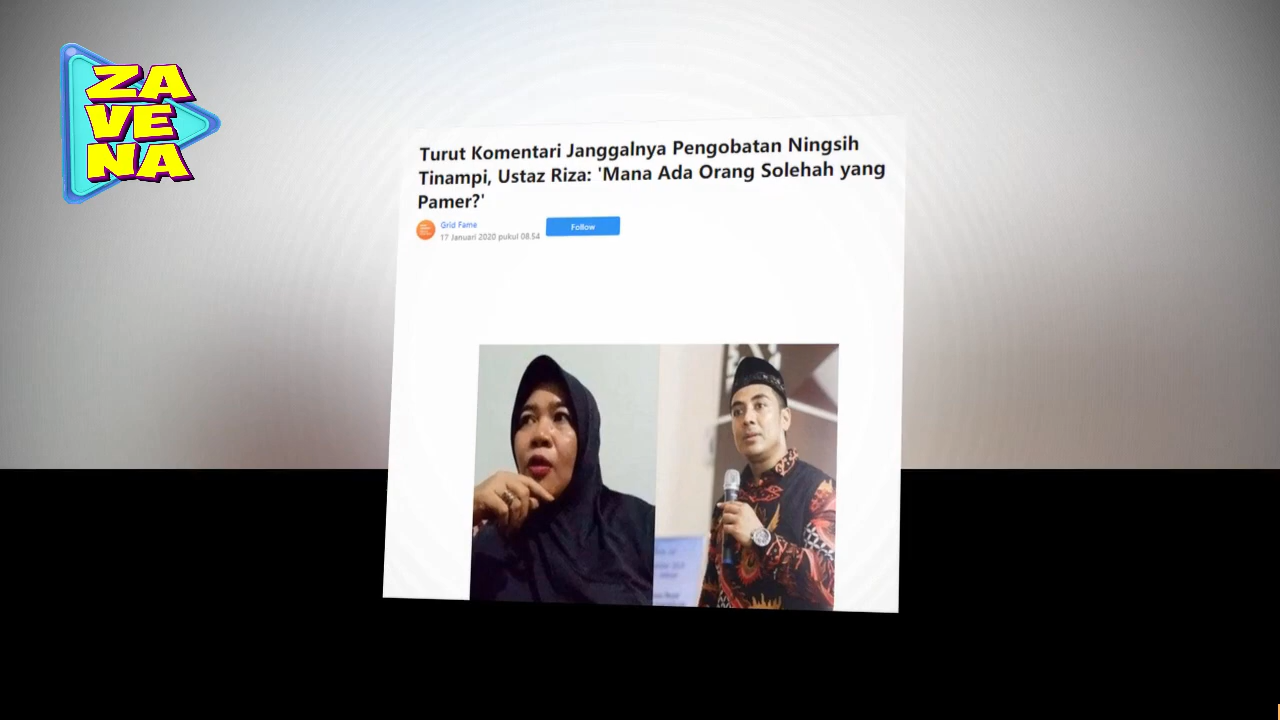 ZA
VE
NA
Turut Komentari Janggalnya Pengobatan Ningsih
Tinampi, Ustaz Riza: 'Mana Ada Orang Solehah yang
Pamer?'
Grid Fame
17 Januari 2020 pukul 08.54
Follow